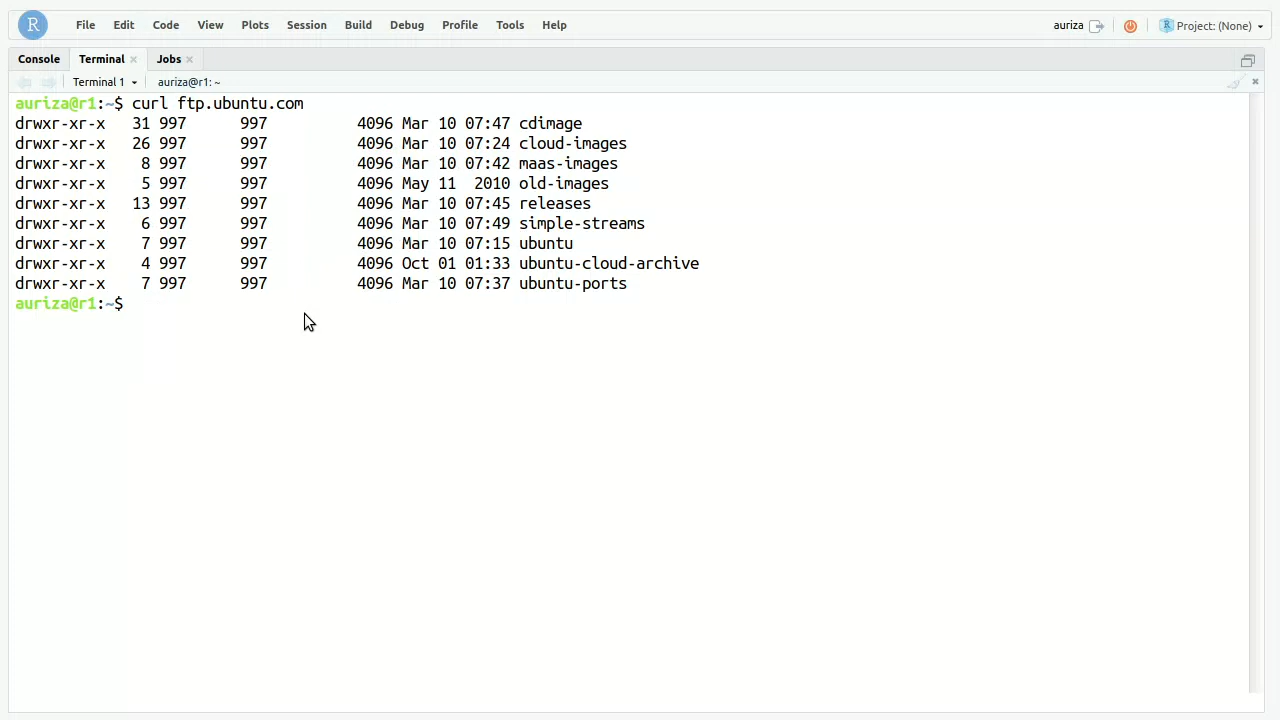 R File Edit Code View Plots Session Build Debug Profile Tools Help auriza R Project: (None)
Console Terminal Jobs
Terminal 1 auriza@r1: ~
auriza@r1:~$ curl ftp.ubuntu.com
drwxr-xr-x   31 997      997          4096 Mar 10 07:47 cdimage
drwxr-xr-x   26 997      997          4096 Mar 10 07:24 cloud-images
drwxr-xr-x    8 997      997          4096 Mar 10 07:42 maas-images
drwxr-xr-x    5 997      997          4096 May 11  2010 old-images
drwxr-xr-x   13 997      997          4096 Mar 10 07:45 releases
drwxr-xr-x    6 997      997          4096 Mar 10 07:49 simple-streams
drwxr-xr-x    7 997      997          4096 Mar 10 07:15 ubuntu
drwxr-xr-x    4 997      997          4096 Oct 01 01:33 ubuntu-cloud-archive
drwxr-xr-x    7 997      997          4096 Mar 10 07:37 ubuntu-ports
auriza@r1:~$